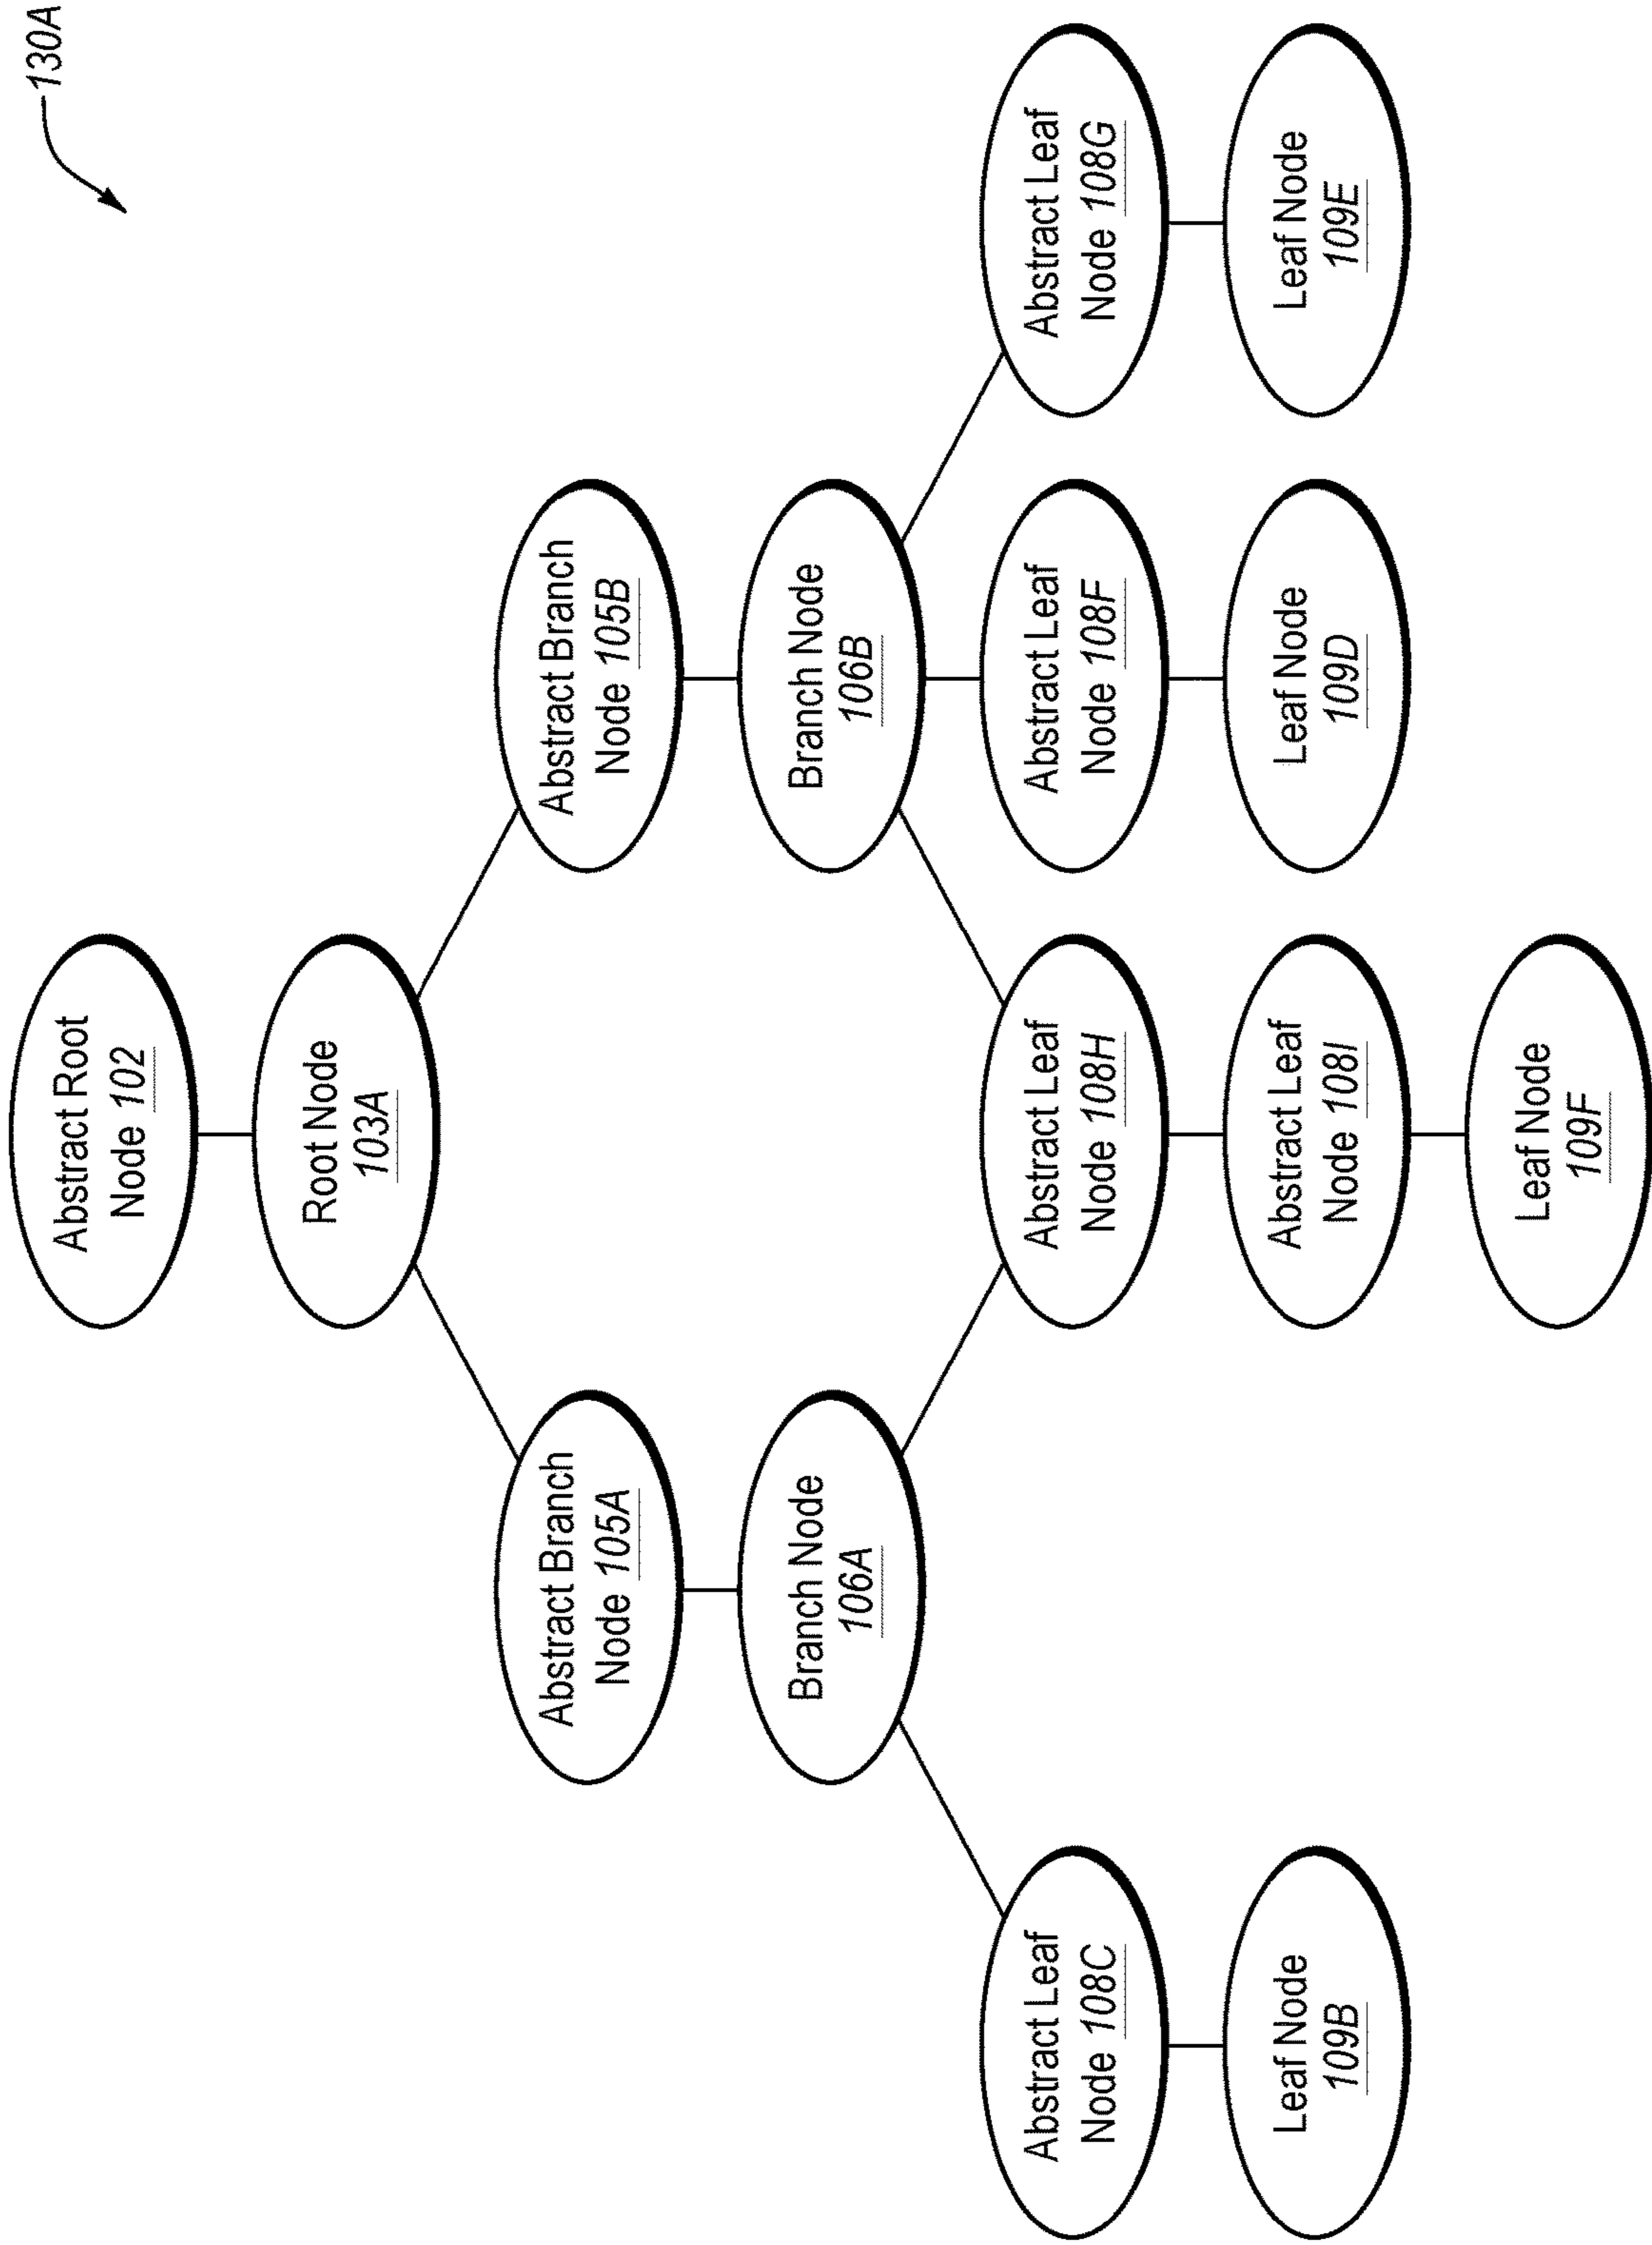 130A
Abstract Root
Node 102
Root Node
103A
Abstract Branch
Node 105A
Abstract Branch
Node 105B
Branch Node
106A
Branch Node
106B
Abstract Leaf
Node 108C
Abstract Leaf
Node 108H
Abstract Leaf
Node 108F
Abstract Leaf
Node 108G
Leaf Node
109B
Abstract Leaf
Node 108I
Leaf Node
109D
Leaf Node
109E
Leaf Node
109F